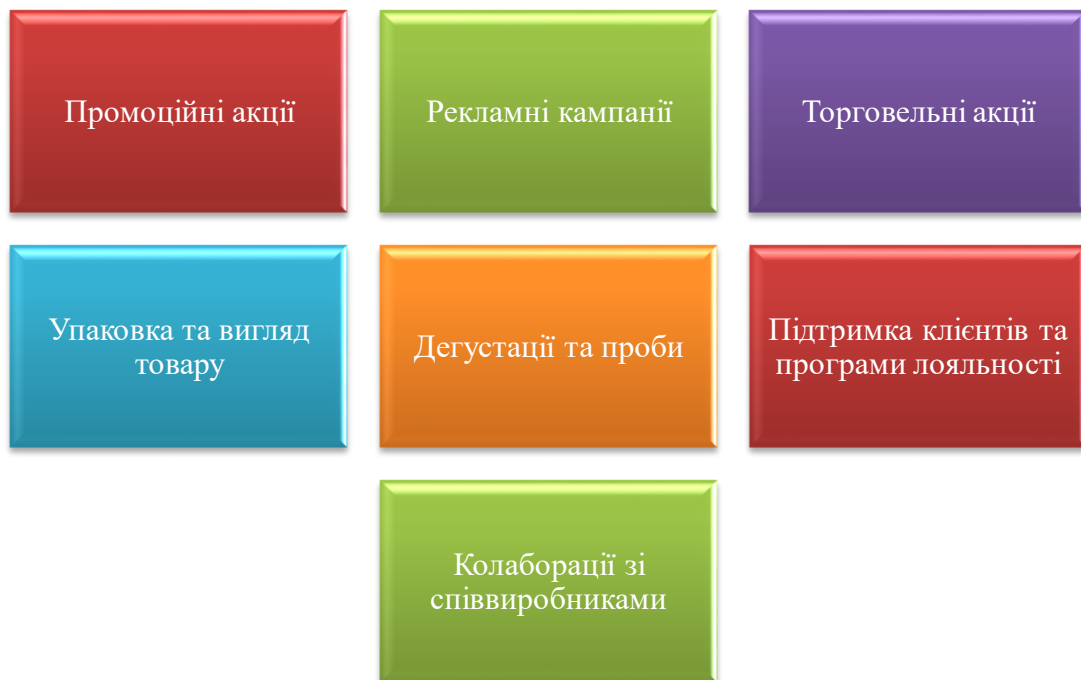 Промоційні акції
Рекламні кампанії
Торговельні акції
Упаковка та вигляд
товару
Дегустації та проби
Підтримка клієнтів та
програми лояльності
Колаборації зі
співвиробниками